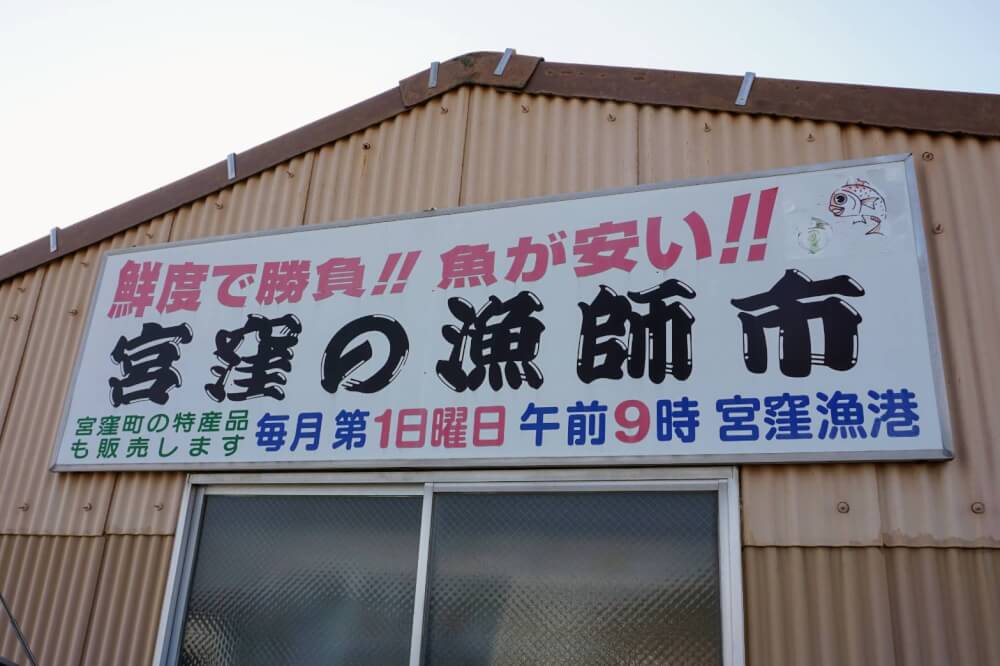 鮮度で勝負!! 魚が安い!!
宮窪の漁師市
宮窪町の特産品
も販売します
毎月第1日曜日 午前9時 宮窪漁港